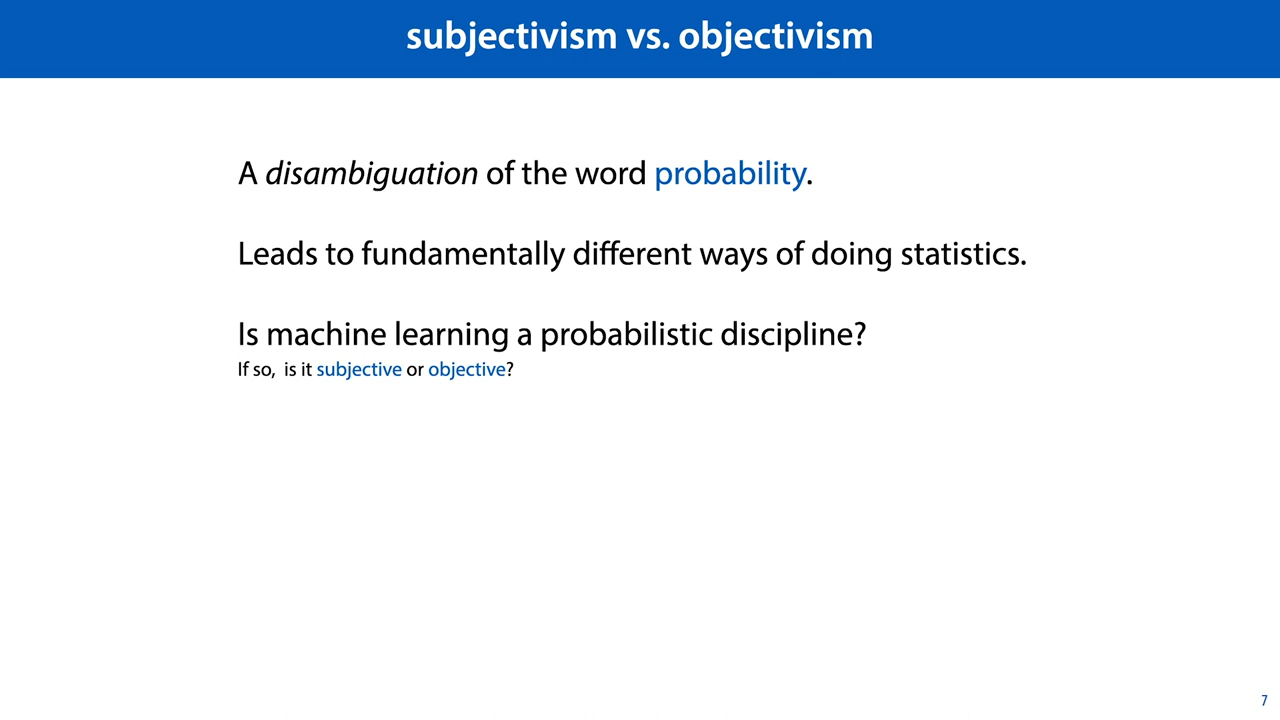 subjectivism vs. objectivism
A disambiguation of the word probability.
Leads to fundamentally different ways of doing statistics.
Is machine learning a probabilistic discipline?
If so, is it subjective or objective?
7